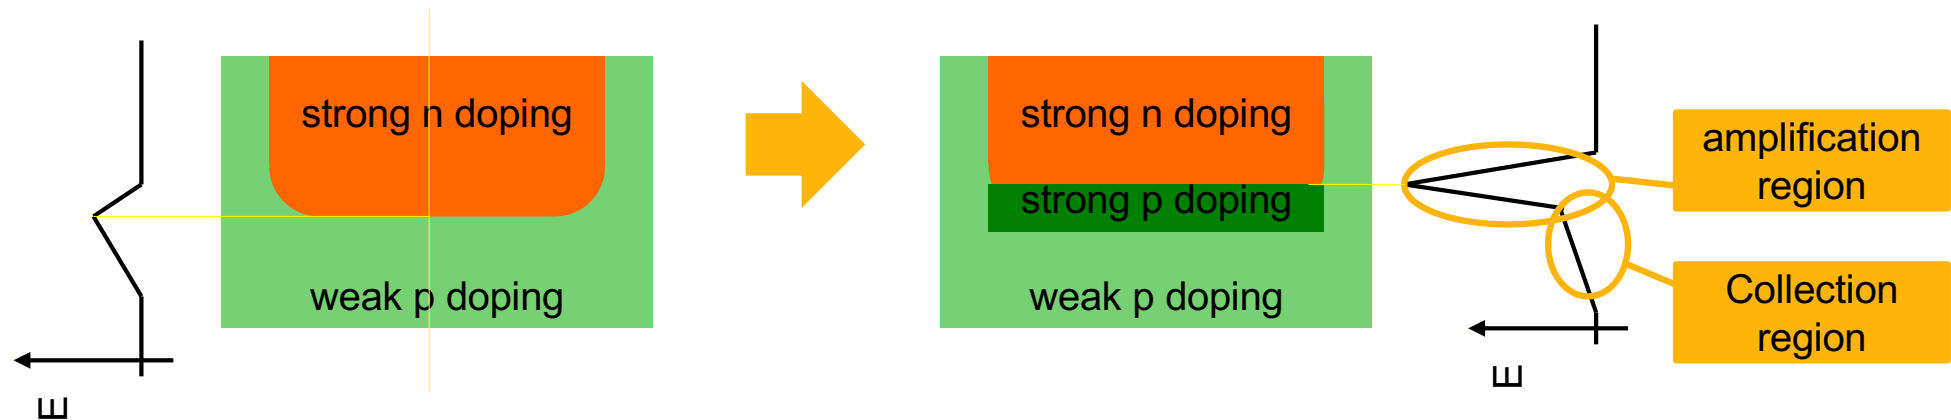 strong n doping
weak p doping
E
strong n doping
strong p doping
weak p doping
E
amplification
region
Collection
region